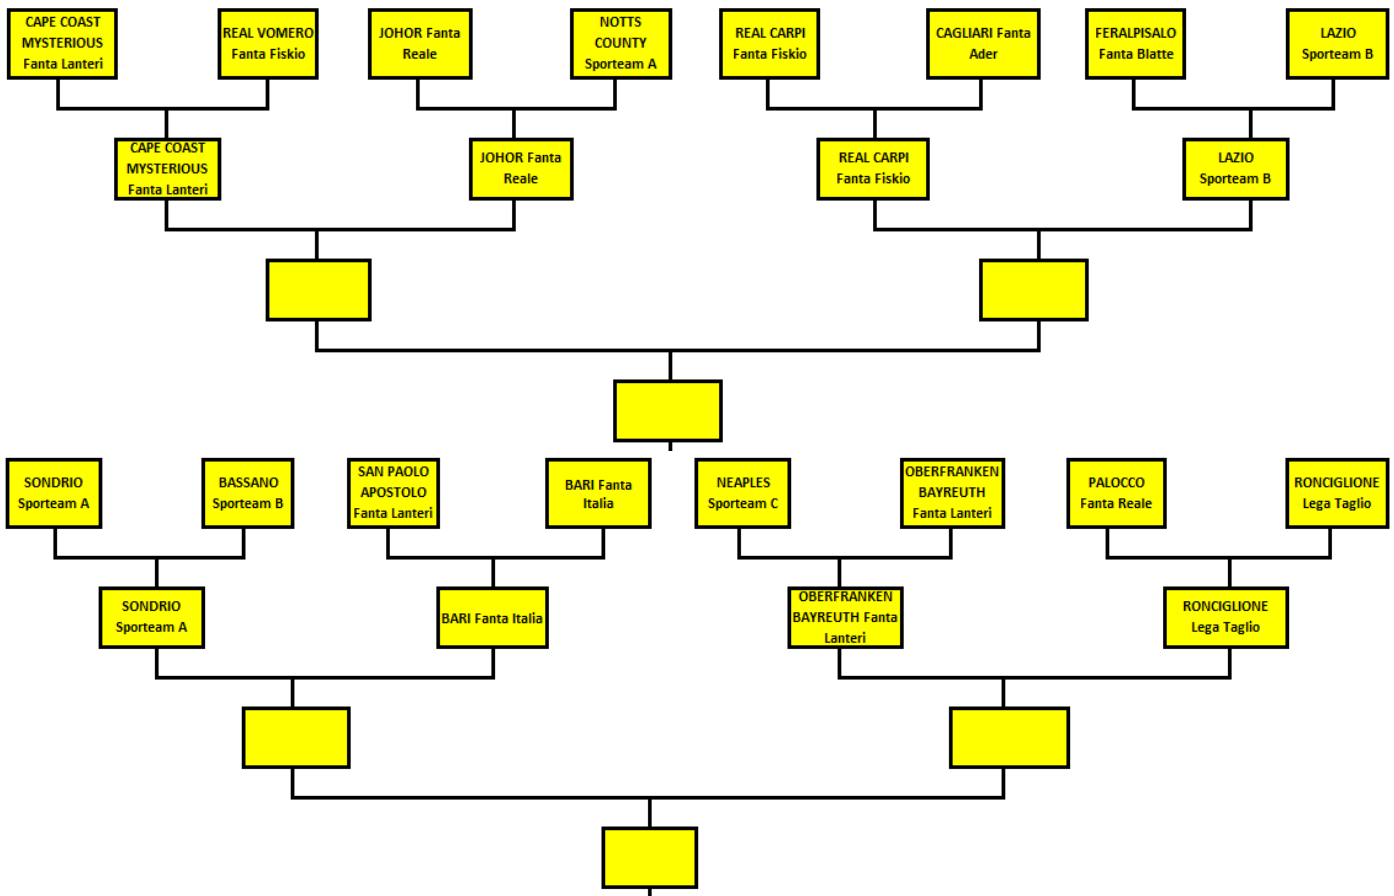 CAPE COAST
MYSTERIOUS
Fanta Lanteri
REAL VOMERO
Fanta Fiskio
JOHOR Fanta
Reale
NOTTS
COUNTY
Sporteam A
REAL CARPI
Fanta Fiskio
CAGLIARI Fanta
Ader
FERALPISALO
Fanta Blatte
LAZIO
Sporteam B
CAPE COAST
MYSTERIOUS
Fanta Lanteri
JOHOR Fanta
Reale
REAL CARPI
Fanta Fiskio
LAZIO
Sporteam B
SONDRIO
Sporteam A
BASSANO
Sporteam B
SAN PAOLO
APOSTOLO
Fanta Lanteri
BARI Fanta
Italia
NEAPLES
Sporteam C
OBERFRANKEN
BAYREUTH
Fanta Lanteri
PALOCCO
Fanta Reale
RONCIGLIONE
Lega Taglio
SONDRIO
Sporteam A
BARI Fanta Italia
OBERFRANKEN
BAYREUTH Fanta
Lanteri
RONCIGLIONE
Lega Taglio